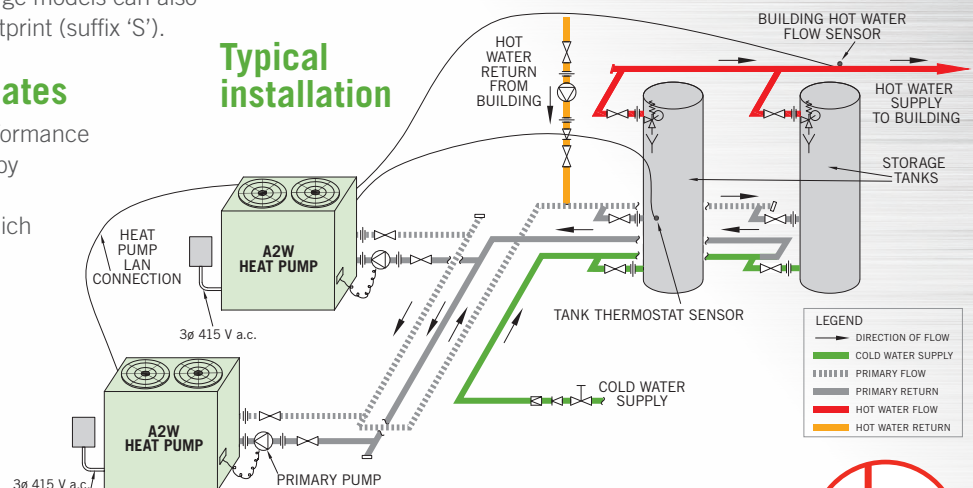 ge models can also
tprint (suffix ‘S’).
ates
formance
by
ich
Typical
installation
HOT
WATER
RETURN
FROM
BUILDING
BUILDING HOT WATER
FLOW SENSOR
HOT WATER
SUPPLY
TO BUILDING
STORAGE
TANKS
HEAT
PUMP
LAN
CONNECTION
A2W
HEAT PUMP
3ø 415 V a.c.
TANK THERMOSTAT SENSOR
COLD WATER
SUPPLY
A2W
HEAT PUMP
PRIMARY PUMP
3ø 415 V a.c.
LEGEND
DIRECTION OF FLOW
COLD WATER SUPPLY
PRIMARY FLOW
PRIMARY RETURN
HOT WATER FLOW
HOT WATER RETURN